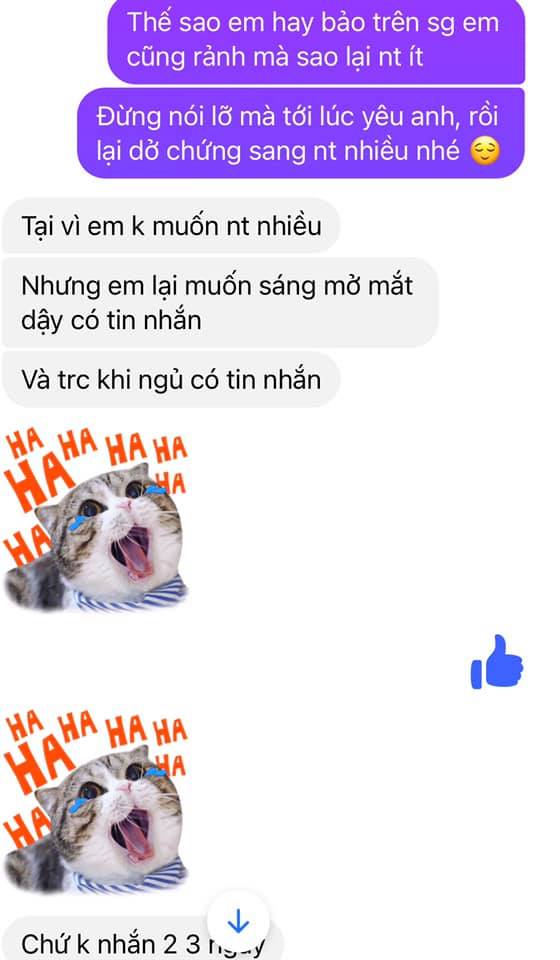 Thế sao em hay bảo trên sg em
cũng rảnh mà sao lại nt ít
Đừng nói lỡ mà tới lúc yêu anh, rồi
lại dở chứng sang nt nhiều nhé
Tại vì em k muốn nt nhiều
Nhưng em lại muốn sáng mở mắt
dậy có tin nhắn
Và trc khi ngủ có tin nhắn
HA HA HA HA
HA HA
HA
HA HA HA HA
HA HA
HA
Chứ k nhắn 2 3 ngày